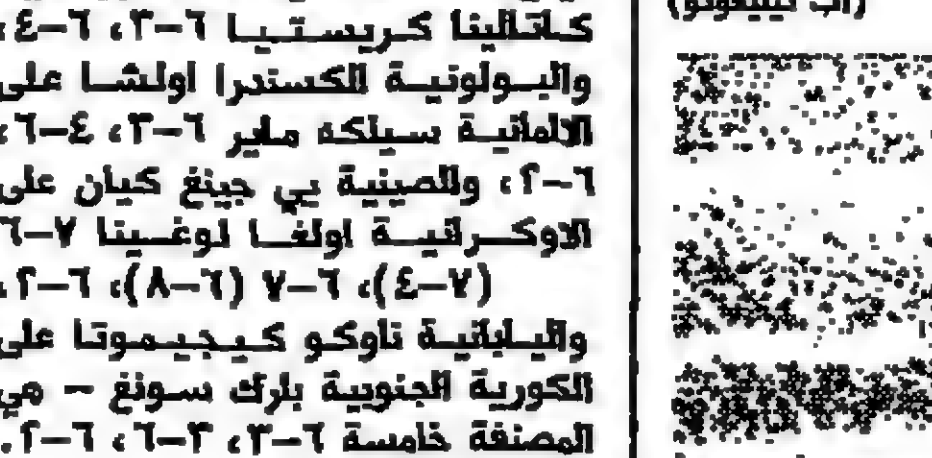 كاتالينا كريستيا ٦-٣، ٦-٤،
والبولونية الكسندرا اولشا على
الالمانية سيلكه ماير ٦-٣، ٤-٦،
٦-٢، والصينية يي جينغ كيان على
الاوكرانية اولغا لوغينا ٧-٦
(٧-٤)، ٦-٧ (٦-٨)، ٦-٢،
واليابانية ناوكو كيجيموتا على
الكورية الجنوبية بارك سونغ - هي
المصنفة خامسة ٦-٣، ٣-٦، ٦-٢.